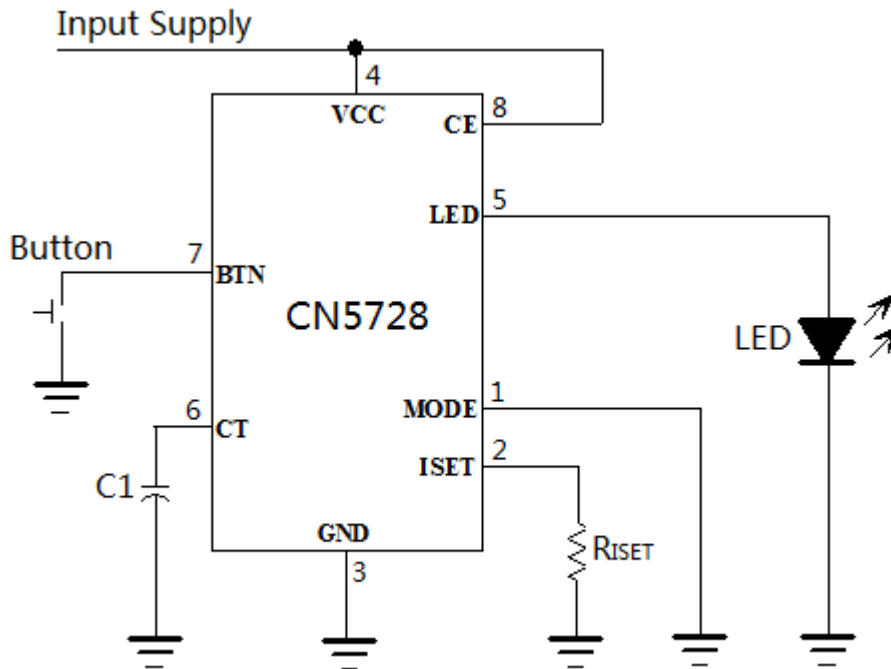 Input Supply
4
VCC
8
CE
5
LED
Button
7
BTN
CN5728
LED
1
MODE
6
CT
2
ISET
C1
GND
RISET
3